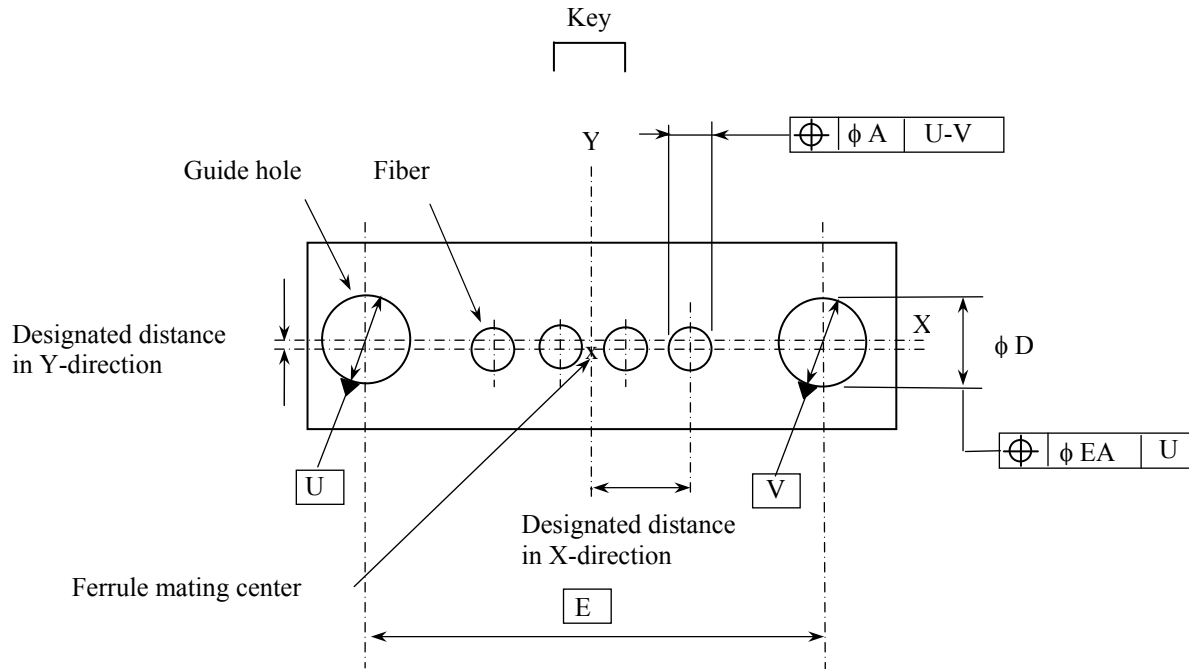 Key
Y
ϕ A U-V
Guide hole
Fiber
Designated distance
in Y-direction
X
x
ϕ D
ϕ EA U
U
V
Designated distance
in X-direction
Ferrule mating center
E